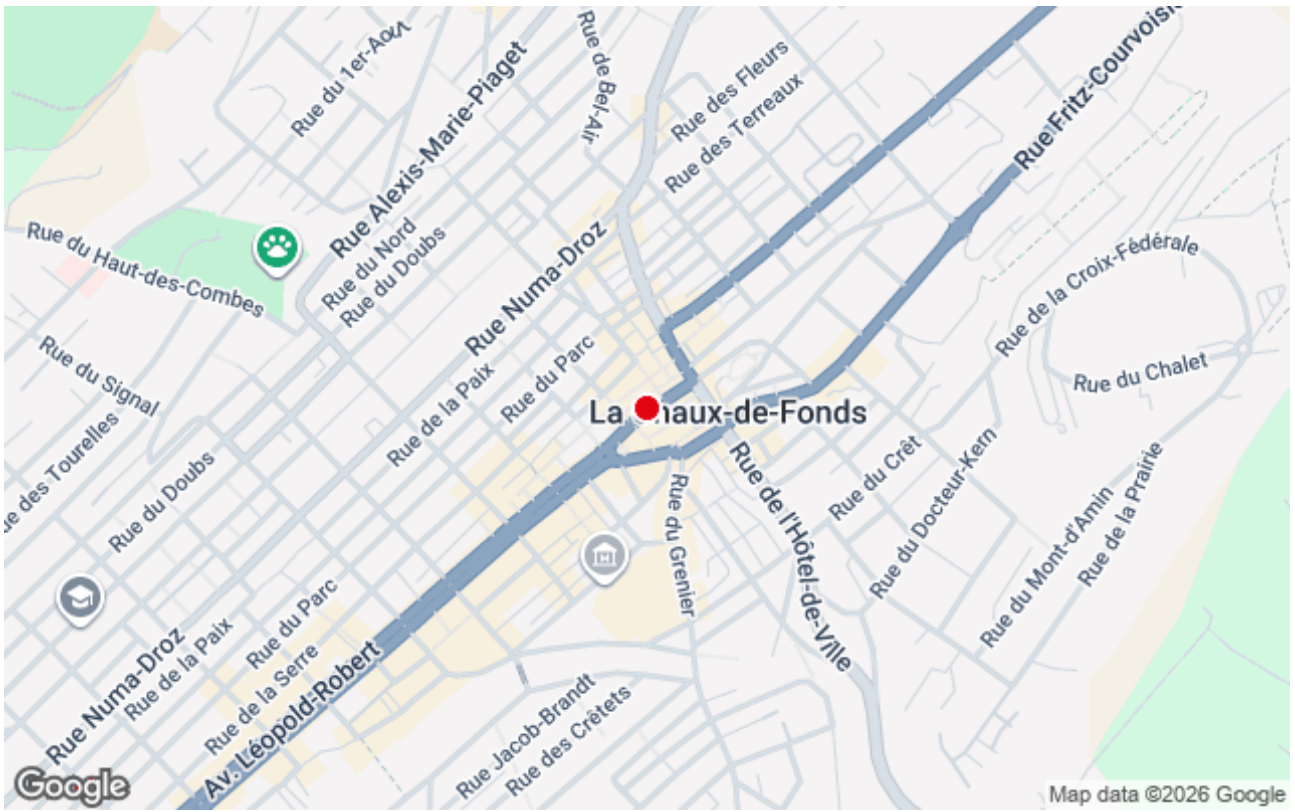 Rue du 1er-Août
Rue Alexis-Marie-Piaget
Rue de Bel-Air
Rue des Fleurs
Rue des Terreaux
Rue Fritz-Courvoisie
Rue du Haut-des-Combes
Rue du Nord
Rue du Doubs
Rue Numa-Droz
Rue de la Croix-Fédérale
Rue du Signal
Rue du Parc
Rue de la Paix
Rue du Chalet
La Chaux-de-Fonds
ue des Tourelles
Rue du Doubs
Rue du Grenier
Rue de l'Hôtel-de-Ville
Rue du Crêt
Rue du Docteur-Kern
Rue du Mont-d'Amin
Rue de la Prairie
Rue du Parc
Rue de la Paix
Rue Numa-Droz
Rue de la Serre
Av. Léopold-Robert
Rue Jacob-Brandt
Rue des Crêtets
Google
Map data ©2026 Google